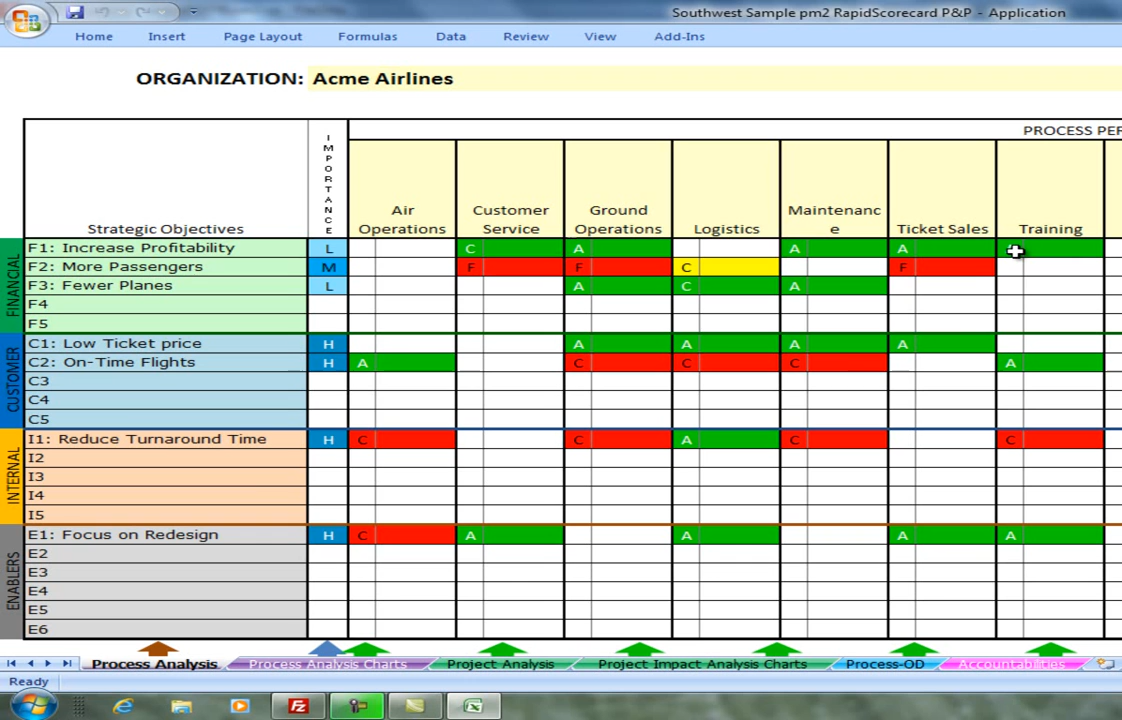 Southwest Sample pm2 RapidScorecard P&P - Application
Home Insert Page Layout Formulas Data Review View Add-Ins
ORGANIZATION: Acme Airlines
IMPORTANCE
PROCESS PER
Strategic Objectives
Air Operations
Customer Service
Ground Operations
Logistics
Maintenanc
e
Ticket Sales
Training
FINANCIAL
F1: Increase Profitability L C A A A
F2: More Passengers M F F C F
F3: Fewer Planes L A C A
F4
F5
CUSTOMER
C1: Low Ticket price H A A A A
C2: On-Time Flights H A C C C A
C3
C4
C5
INTERNAL
I1: Reduce Turnaround Time H C C A C C
I2
I3
I4
I5
ENABLERS
E1: Focus on Redesign H C A A A A
E2
E3
E4
E5
E6
Process Analysis Process Analysis Charts Project Analysis Project Impact Analysis Charts Process-OD Accountabilities
Ready
Fz